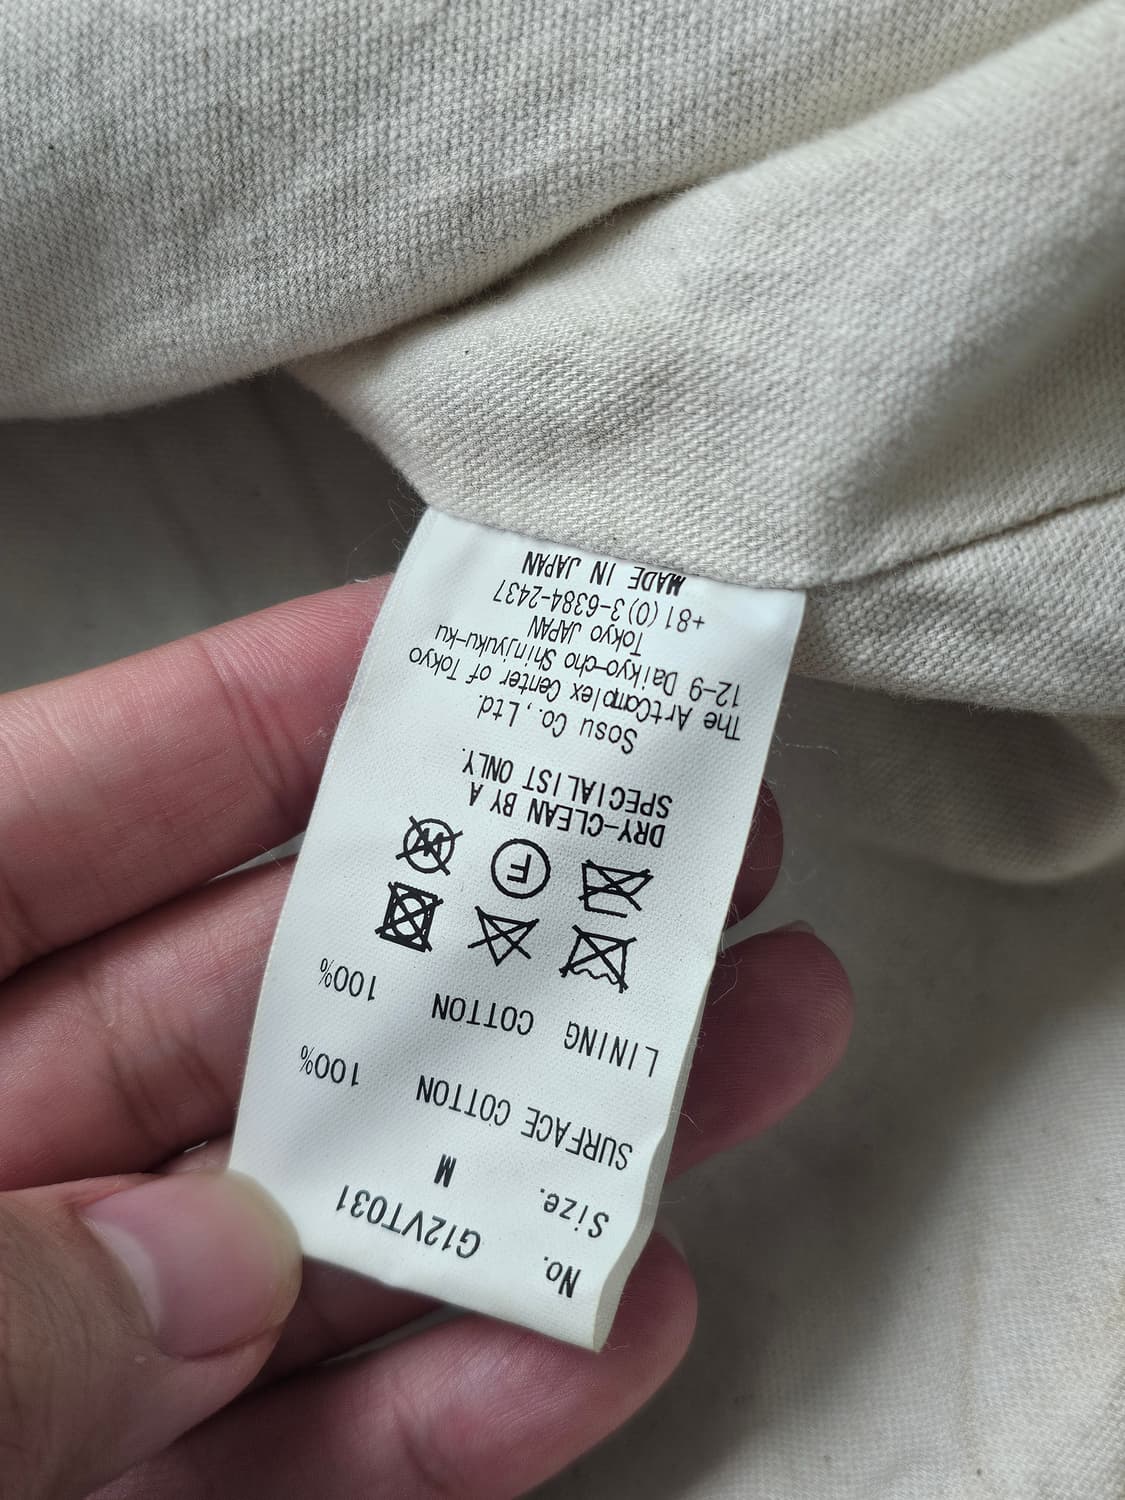 No. G12VT031
Size. M
SURFACE COTTON 100%
LINING COTTON 100%
F
W
DRY-CLEAN BY A
SPECIALIST ONLY.
Sosu Co., Ltd.
The ArtComplex Center of Tokyo
12-9 Daikyo-cho Shinjyuku-ku
Tokyo JAPAN
+81(0)3-6384-2437
MADE IN JAPAN